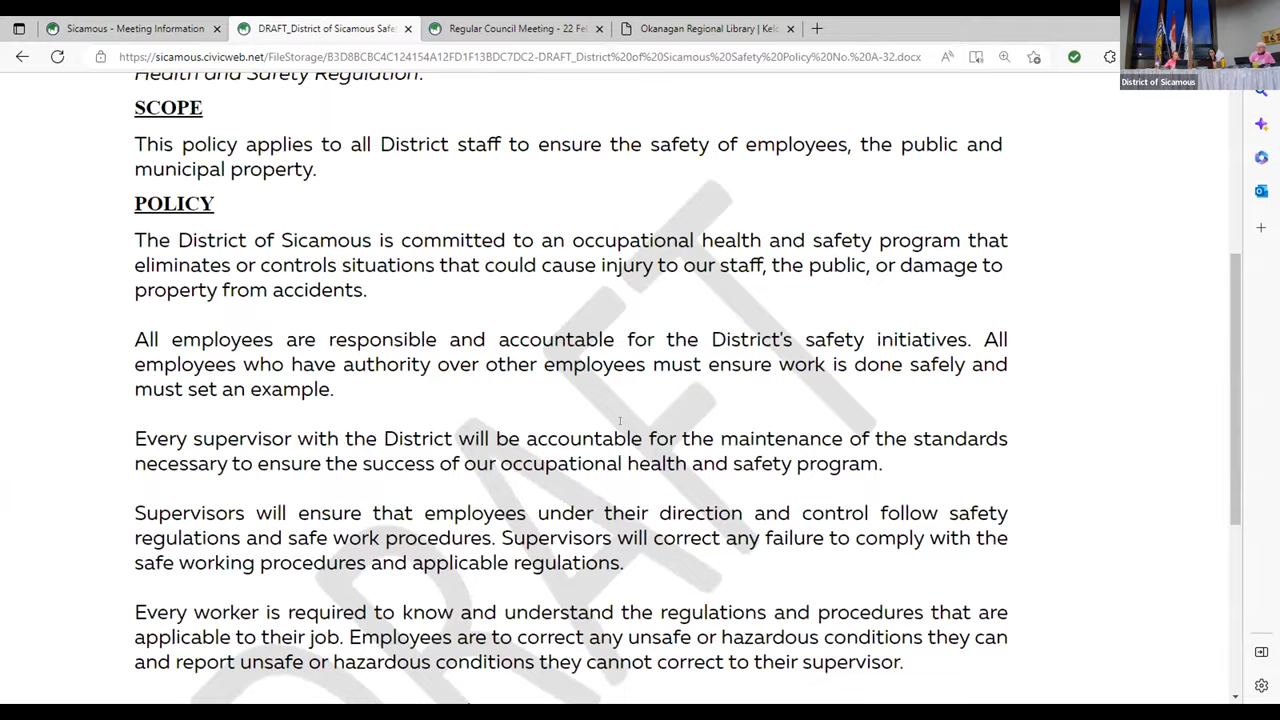 Sicamous - Meeting Information
DRAFT_District of Sicamous Safe
Regular Council Meeting - 22 Fel
Okanagan Regional Library | Kelo
https://sicamous.civicweb.net/FileStorage/B3D8BCBC4C124154A12FD1F13BDC7DC2-DRAFT_District%20of%20Sicamous%20Safety%20Policy%20No.%20A-32.docx
District of Sicamous
Health and Safety Regulation.
SCOPE
This policy applies to all District staff to ensure the safety of employees, the public and
municipal property.
POLICY
The District of Sicamous is committed to an occupational health and safety program that
eliminates or controls situations that could cause injury to our staff, the public, or damage to
property from accidents.
All employees are responsible and accountable for the District's safety initiatives. All
employees who have authority over other employees must ensure work is done safely and
must set an example.
Every supervisor with the District will be accountable for the maintenance of the standards
necessary to ensure the success of our occupational health and safety program.
Supervisors will ensure that employees under their direction and control follow safety
regulations and safe work procedures. Supervisors will correct any failure to comply with the
safe working procedures and applicable regulations.
Every worker is required to know and understand the regulations and procedures that are
applicable to their job. Employees are to correct any unsafe or hazardous conditions they can
and report unsafe or hazardous conditions they cannot correct to their supervisor.
DRAFT